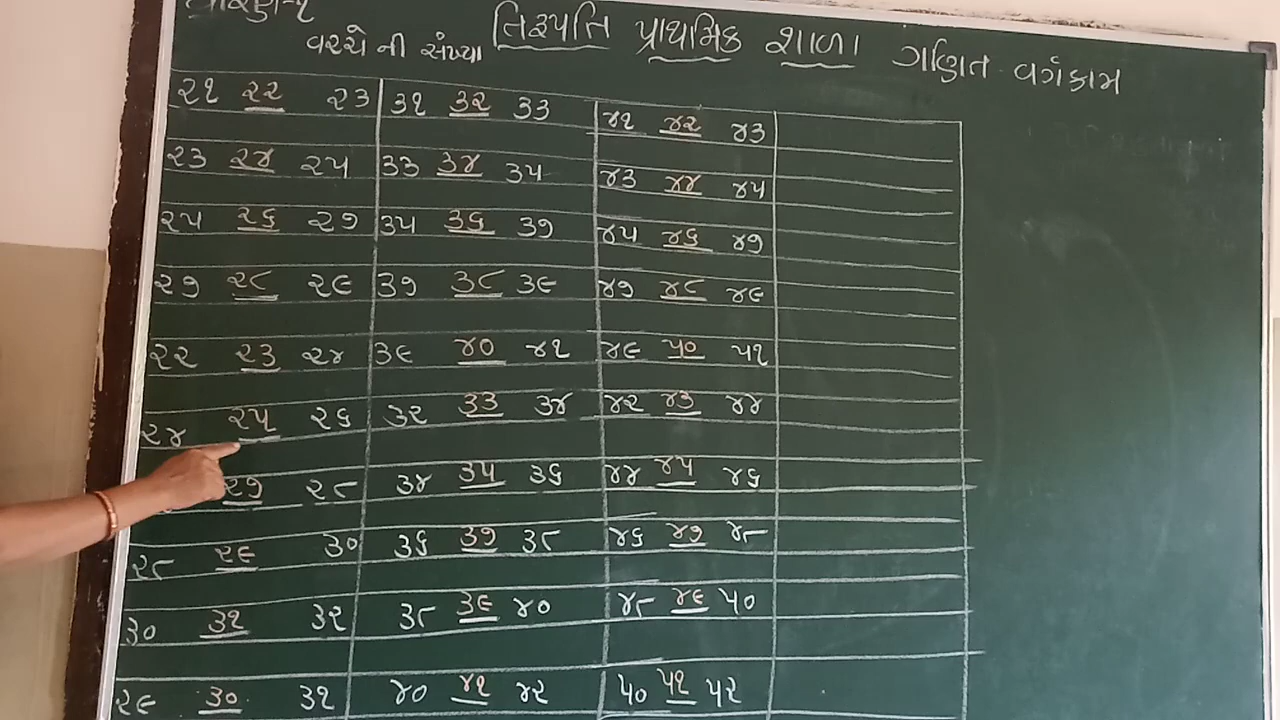 ધોરણ-૧
તિરૂપતિ પ્રાથમિક શાળા ગણિત વર્ગકામ
વચ્ચે ની સંખ્યા
૨૧ ૨૨ ૨૩ ૩૧ ૩૨ ૩૩ ૪૧ ૪૨ ૪૩
૨૩ ૨૪ ૨૫ ૩૩ ૩૪ ૩૫ ૪૩ ૪૪ ૪૫
૨૫ ૨૬ ૨૭ ૩૫ ૩૬ ૩૭ ૪૫ ૪૬ ૪૭
૨૭ ૨૮ ૨૯ ૩૭ ૩૮ ૩૯ ૪૭ ૪૮ ૪૯
૨૨ ૨૩ ૨૪ ૩૯ ૪૦ ૪૧ ૪૯ ૫૦ ૫૧
૨૪ ૨૫ ૨૬ ૩૨ ૩૩ ૩૪ ૪૨ ૪૩ ૪૪
૨૭ ૨૮ ૩૪ ૩૫ ૩૬ ૪૪ ૪૫ ૪૬
૨૮ ૨૯ ૩૦ ૩૬ ૩૭ ૩૮ ૪૬ ૪૭ ૪૮
૩૦ ૩૧ ૩૨ ૩૮ ૩૯ ૪૦ ૪૮ ૪૯ ૫૦
૨૯ ૩૦ ૩૧ ૪૦ ૪૧ ૪૨ ૫૦ ૫૧ ૫૨